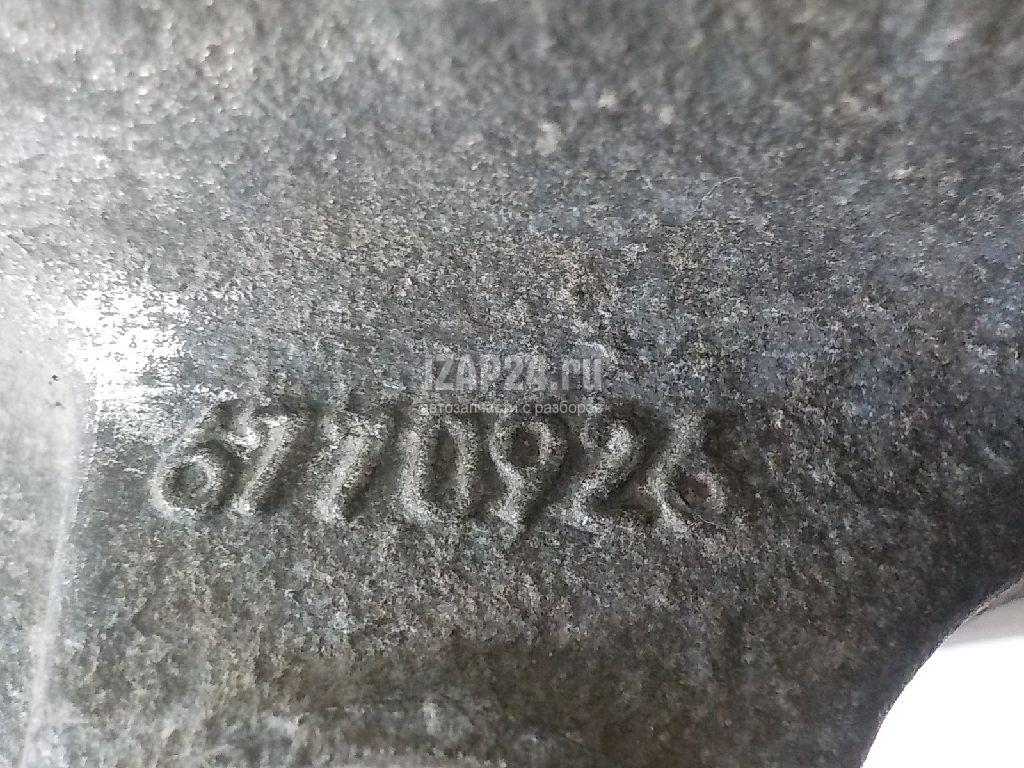 IZAP24.ru
автозапчасти с разборов
6770926